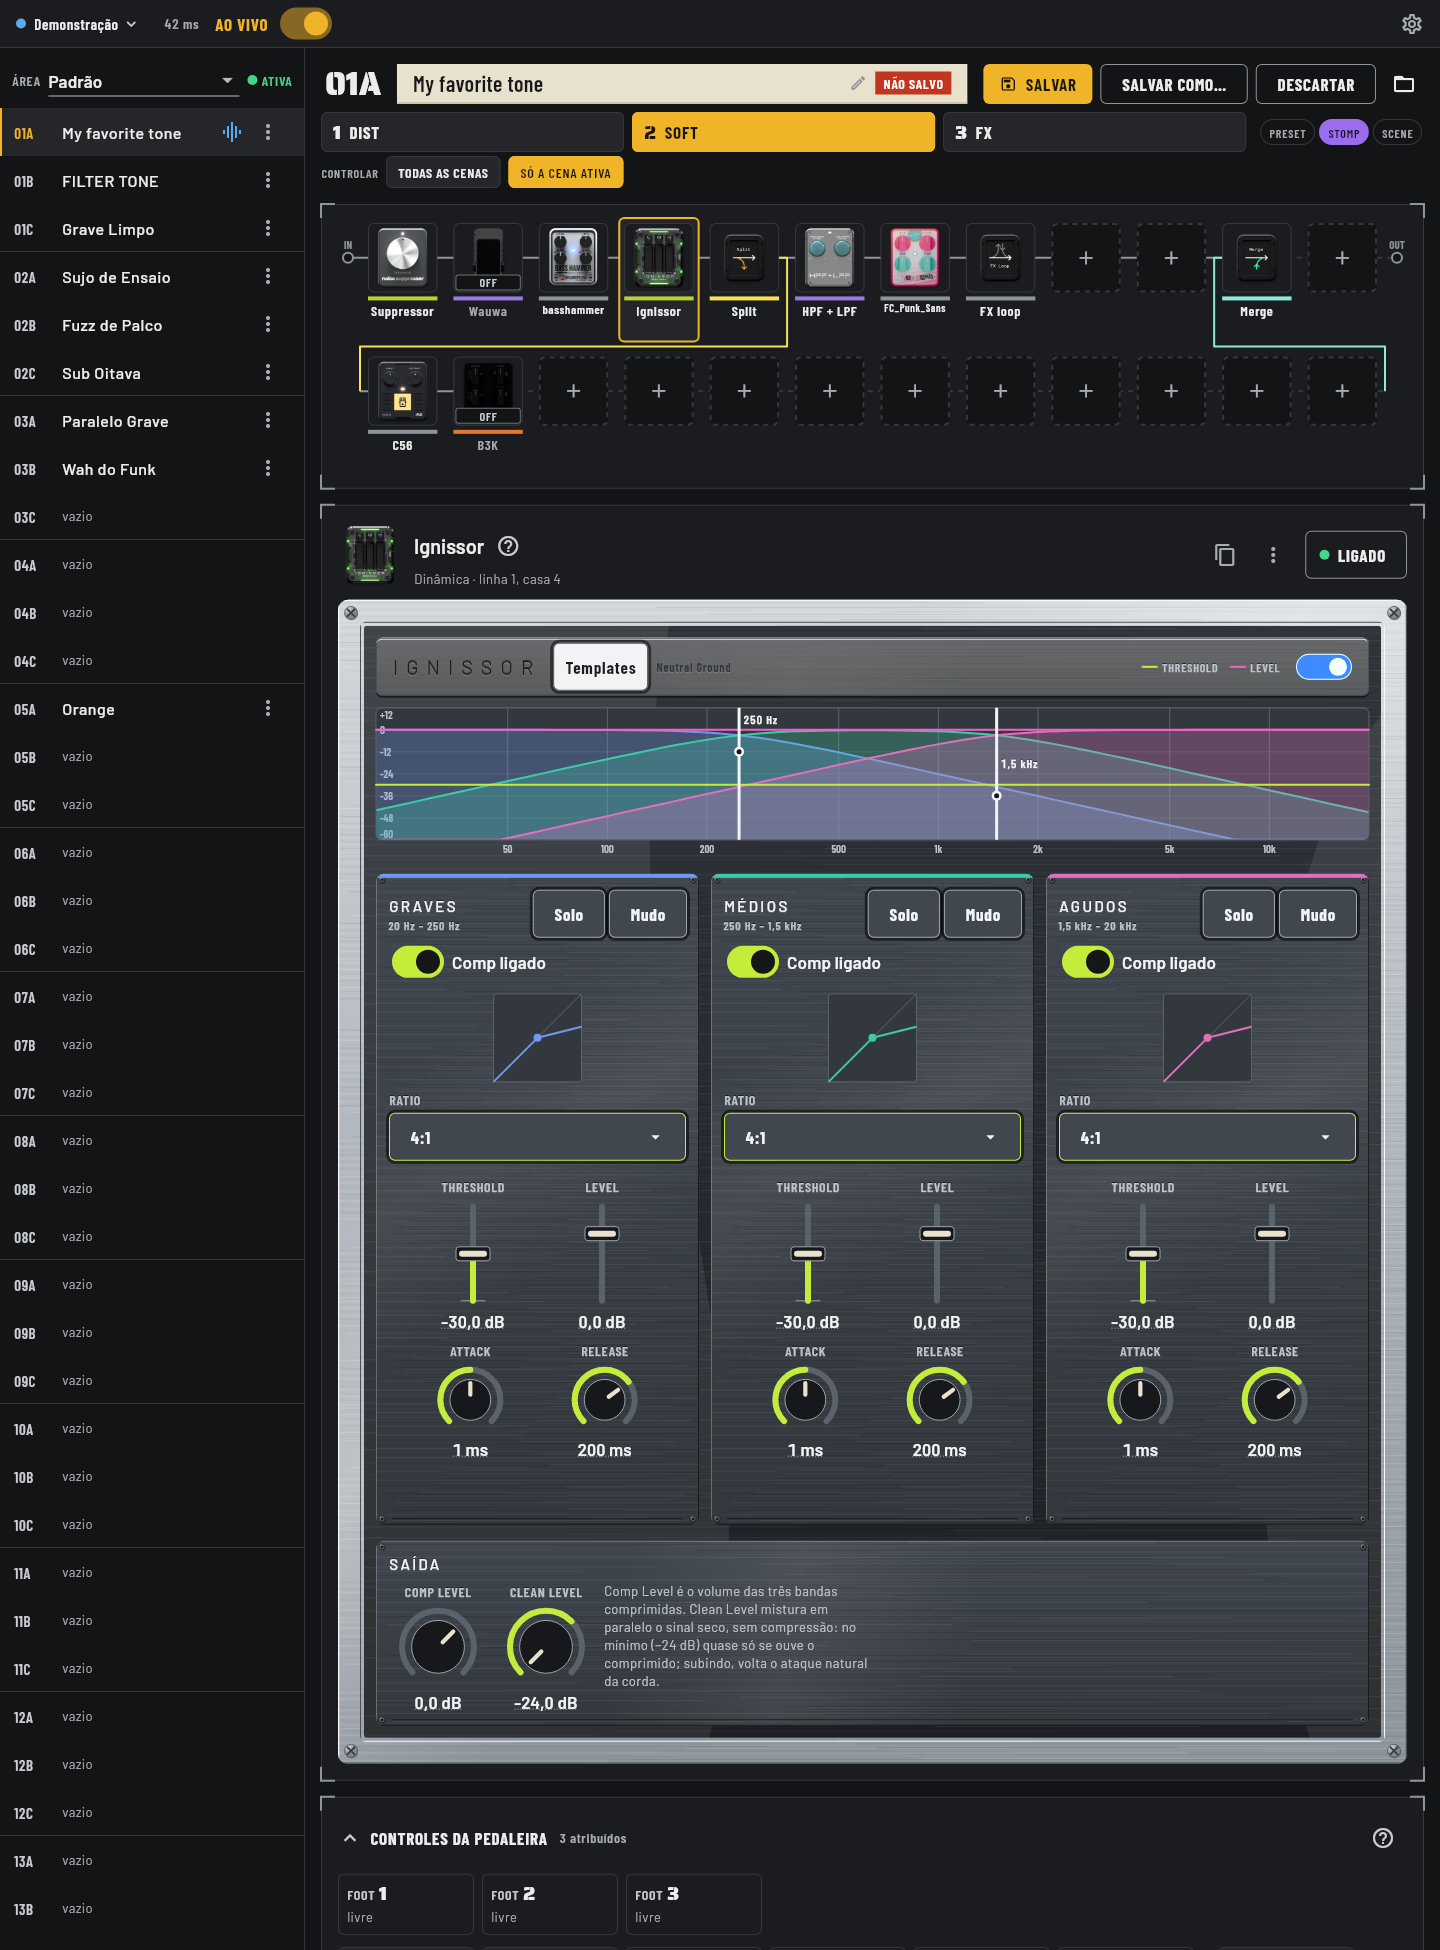 Demonstração
42 ms
AO VIVO
ÁREA Padrão ATIVA
01A My favorite tone
01B FILTER TONE
01C Grave Limpo
02A Sujo de Ensaio
02B Fuzz de Palco
02C Sub Oitava
03A Paralelo Grave
03B Wah do Funk
03C vazio
04A vazio
04B vazio
04C vazio
05A Orange
05B vazio
05C vazio
06A vazio
06B vazio
06C vazio
07A vazio
07B vazio
07C vazio
08A vazio
08B vazio
08C vazio
09A vazio
09B vazio
09C vazio
10A vazio
10B vazio
10C vazio
11A vazio
11B vazio
11C vazio
12A vazio
12B vazio
12C vazio
13A vazio
13B vazio
01A My favorite tone NÃO SALVO SALVAR SALVAR COMO... DESCARTAR
1 DIST 2 SOFT 3 FX PRESET STOMP SCENE
CONTROLAR TODAS AS CENAS SÓ A CENA ATIVA
IN OUT
OFF
Split
HPF+LPF
FX Loop
Merge
Suppressor Wauwa basshammer Ignissor Split HPF + LPF FC_Punk_Sans FX loop Merge
OFF
C56 B3K
Ignissor
Dinâmica · linha 1, casa 4
LIGADO
IGNISSOR Templates Neutral Ground THRESHOLD LEVEL
+12
0
-12
-24
-36
-48
-60
250 Hz
1,5 kHz
50 100 200 500 1k 2k 5k 10k
GRAVES
20 Hz – 250 Hz
Solo Mudo
Comp ligado
RATIO
4:1
THRESHOLD LEVEL
-30,0 dB 0,0 dB
ATTACK RELEASE
1 ms 200 ms
MÉDIOS
250 Hz – 1,5 kHz
Solo Mudo
Comp ligado
RATIO
4:1
THRESHOLD LEVEL
-30,0 dB 0,0 dB
ATTACK RELEASE
1 ms 200 ms
AGUDOS
1,5 kHz – 20 kHz
Solo Mudo
Comp ligado
RATIO
4:1
THRESHOLD LEVEL
-30,0 dB 0,0 dB
ATTACK RELEASE
1 ms 200 ms
SAÍDA
COMP LEVEL CLEAN LEVEL
0,0 dB -24,0 dB
Comp Level é o volume das três bandas
comprimidas. Clean Level mistura em
paralelo o sinal seco, sem compressão: no
mínimo (−24 dB) quase só se ouve o
comprimido; subindo, volta o ataque natural
da corda.
CONTROLES DA PEDALEIRA 3 atribuídos
FOOT 1
livre
FOOT 2
livre
FOOT 3
livre